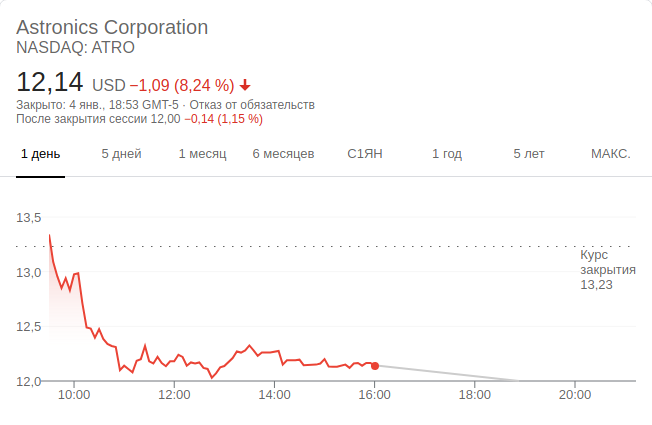 Astronics Corporation
NASDAQ: ATRO
12,14 USD −1,09 (8,24 %)
Закрыто: 4 янв., 18:53 GMT-5 · Отказ от обязательств
После закрытия сессии 12,00 −0,14 (1,15 %)
1 день 5 дней 1 месяц 6 месяцев С1ЯН 1 год 5 лет МАКС.
13,5
Курс
закрытия
13,23
13,0
12,5
12,0
10:00 12:00 14:00 16:00 18:00 20:00